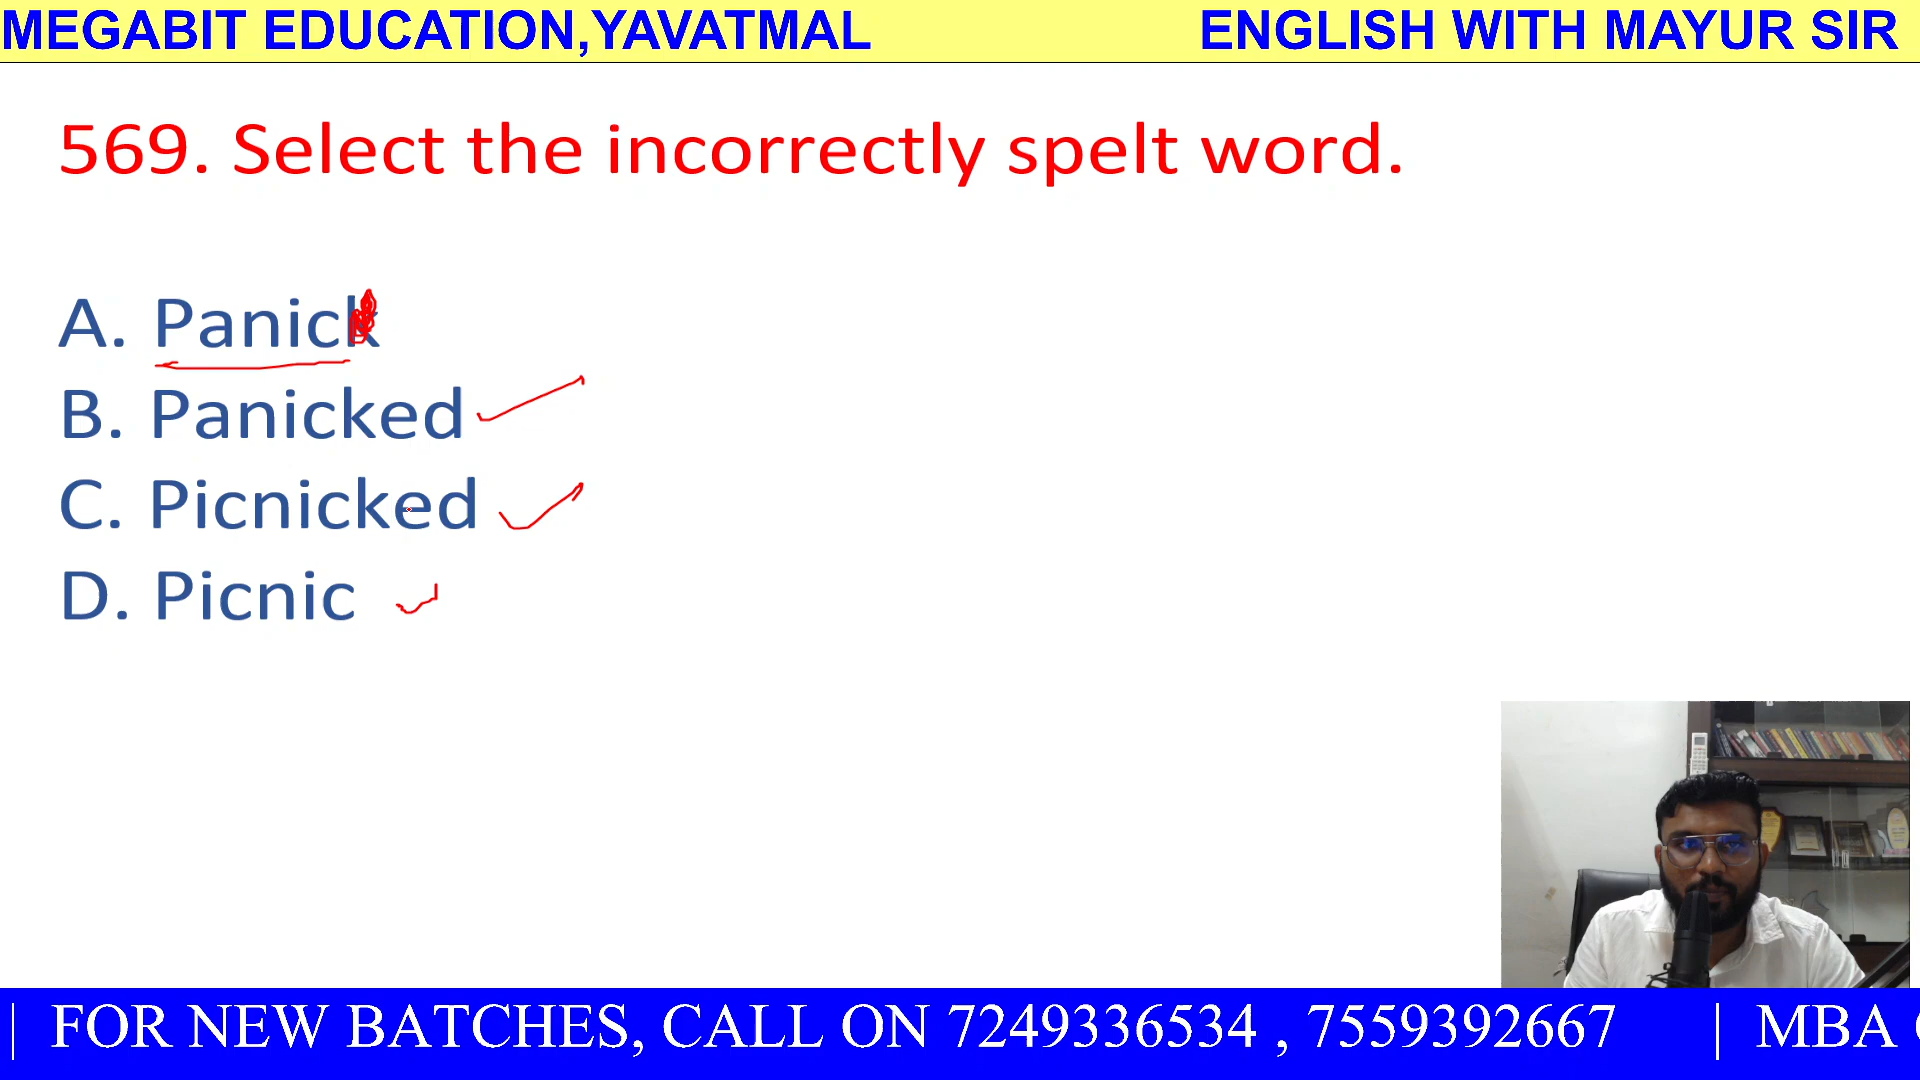 MEGABIT EDUCATION,YAVATMAL ENGLISH WITH MAYUR SIR
569. Select the incorrectly spelt word.
A. Panick
B. Panicked
C. Picnicked
D. Picnic
| FOR NEW BATCHES, CALL ON 7249336534 , 7559392667 | MBA